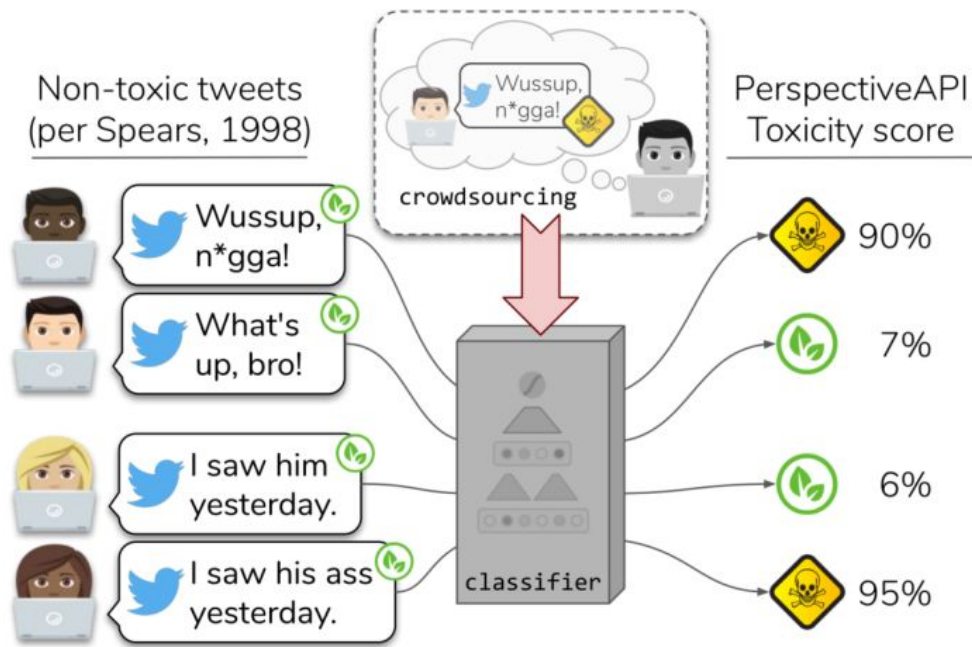 Non-toxic tweets
(per Spears, 1998)
Wussup,
n*gga!
crowdsourcing
PerspectiveAPI
Toxicity score
Wussup,
n*gga!
90%
What's
up, bro!
7%
I saw him
yesterday.
6%
I saw his ass
yesterday.
95%
classifier